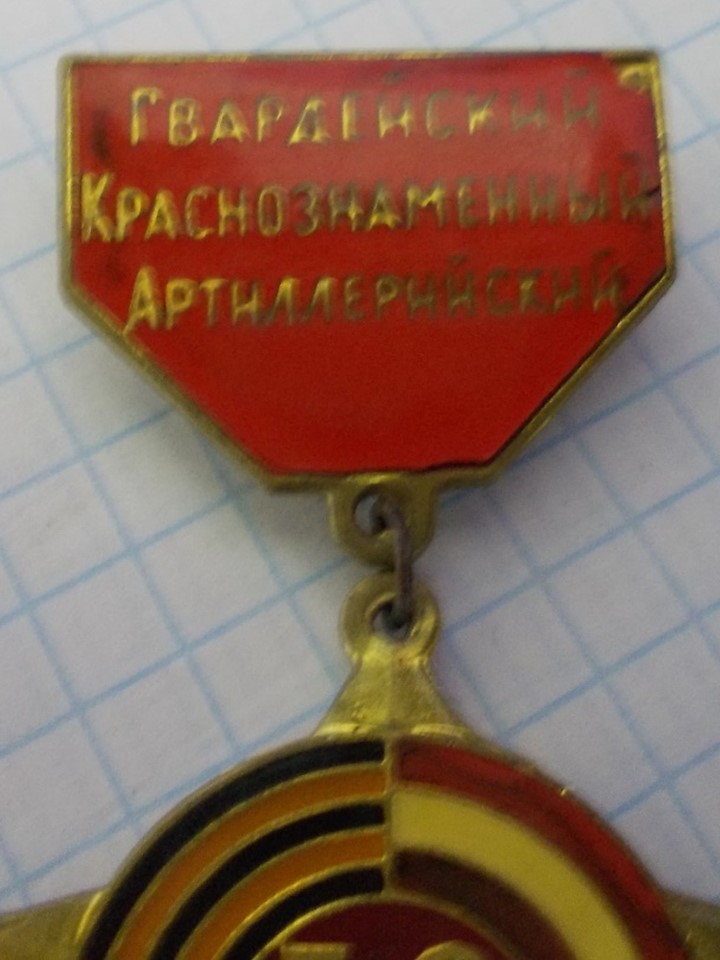 Гвардейский
Краснознаменный
Артиллерийский